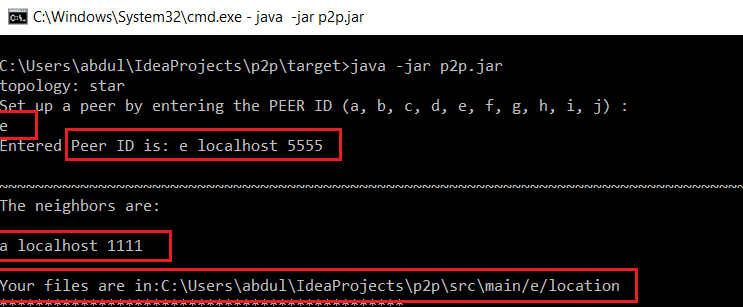 C:\Windows\System32\cmd.exe - java  -jar p2p.jar
C:\Users\abdul\IdeaProjects\p2p\target>java -jar p2p.jar
topology: star
Set up a peer by entering the PEER ID (a, b, c, d, e, f, g, h, i, j) :
e
Entered Peer ID is: e localhost 5555
~~~~~~~~~~~~~~~~~~~~~~~~~~~~~~~~~~~~~~~~~~~~~~~~~~~~~~~~~~~~~~~~~~~~~~~~~~~~~~~~~~
The neighbors are:
a localhost 1111
Your files are in:C:\Users\abdul\IdeaProjects\p2p\src\main/e/location
*********************************************